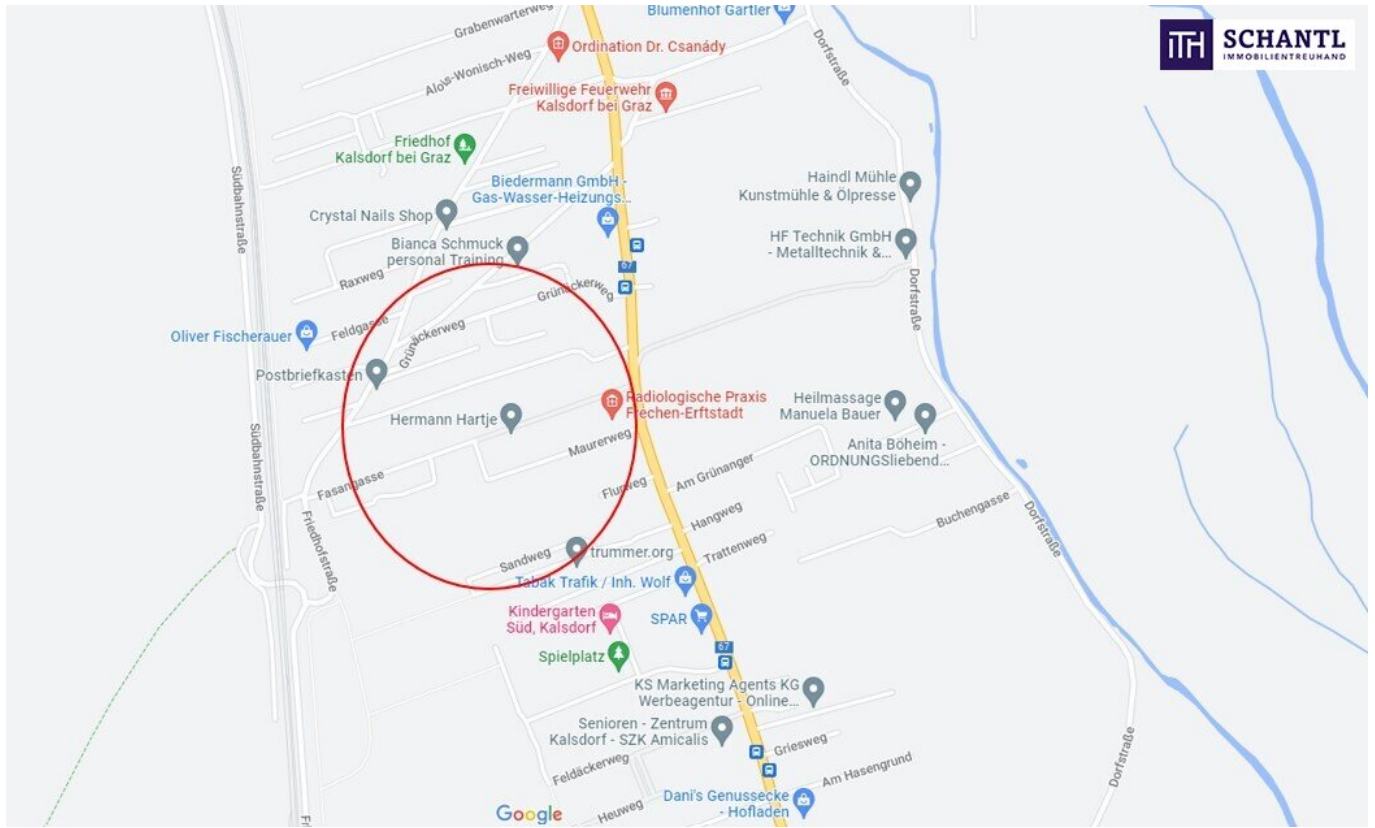 Blumenhof Gartler
SCHANTL
IMMOBILIENTREUHAND
ITH
Grabenwarterweg
Ordination Dr. Csanády
Alois-Wonisch-Weg
Dorfstraße
Freiwillige Feuerwehr
Kalsdorf bei Graz
Friedhof
Kalsdorf bei Graz
Südbahnstraße
Biedermann GmbH -
Gas-Wasser-Heizungs...
Haindl Mühle
Kunstmühle & Ölpresse
Crystal Nails Shop
Bianca Schmuck
personal Training
HF Technik GmbH
- Metalltechnik &...
67
Raxweg
Grünäckerweg
Dorfstraße
Oliver Fischerauer
Feldgasse
Grünäckerweg
Postbriefkasten
Radiologische Praxis
Frechen-Erftstadt
Hermann Hartje
Heilmassage
Manuela Bauer
Anita Böheim -
ORDNUNGSliebend...
Südbahnstraße
Maurerweg
Fasangasse
Flurweg
Am Grünanger
Hangweg
Buchengasse
Dorfstraße
Friedhofstraße
Sandweg
trummer.org
Trattenweg
Tabak Trafik / Inh. Wolf
Kindergarten
Süd, Kalsdorf
SPAR
67
Spielplatz
KS Marketing Agents KG
Werbeagentur - Online...
Senioren - Zentrum
Kalsdorf - SZK Amicalis
Griesweg
Feldäckerweg
Am Hasengrund
Dorfstraße
Dani's Genussecke
- Hofladen
Heuweg
Google